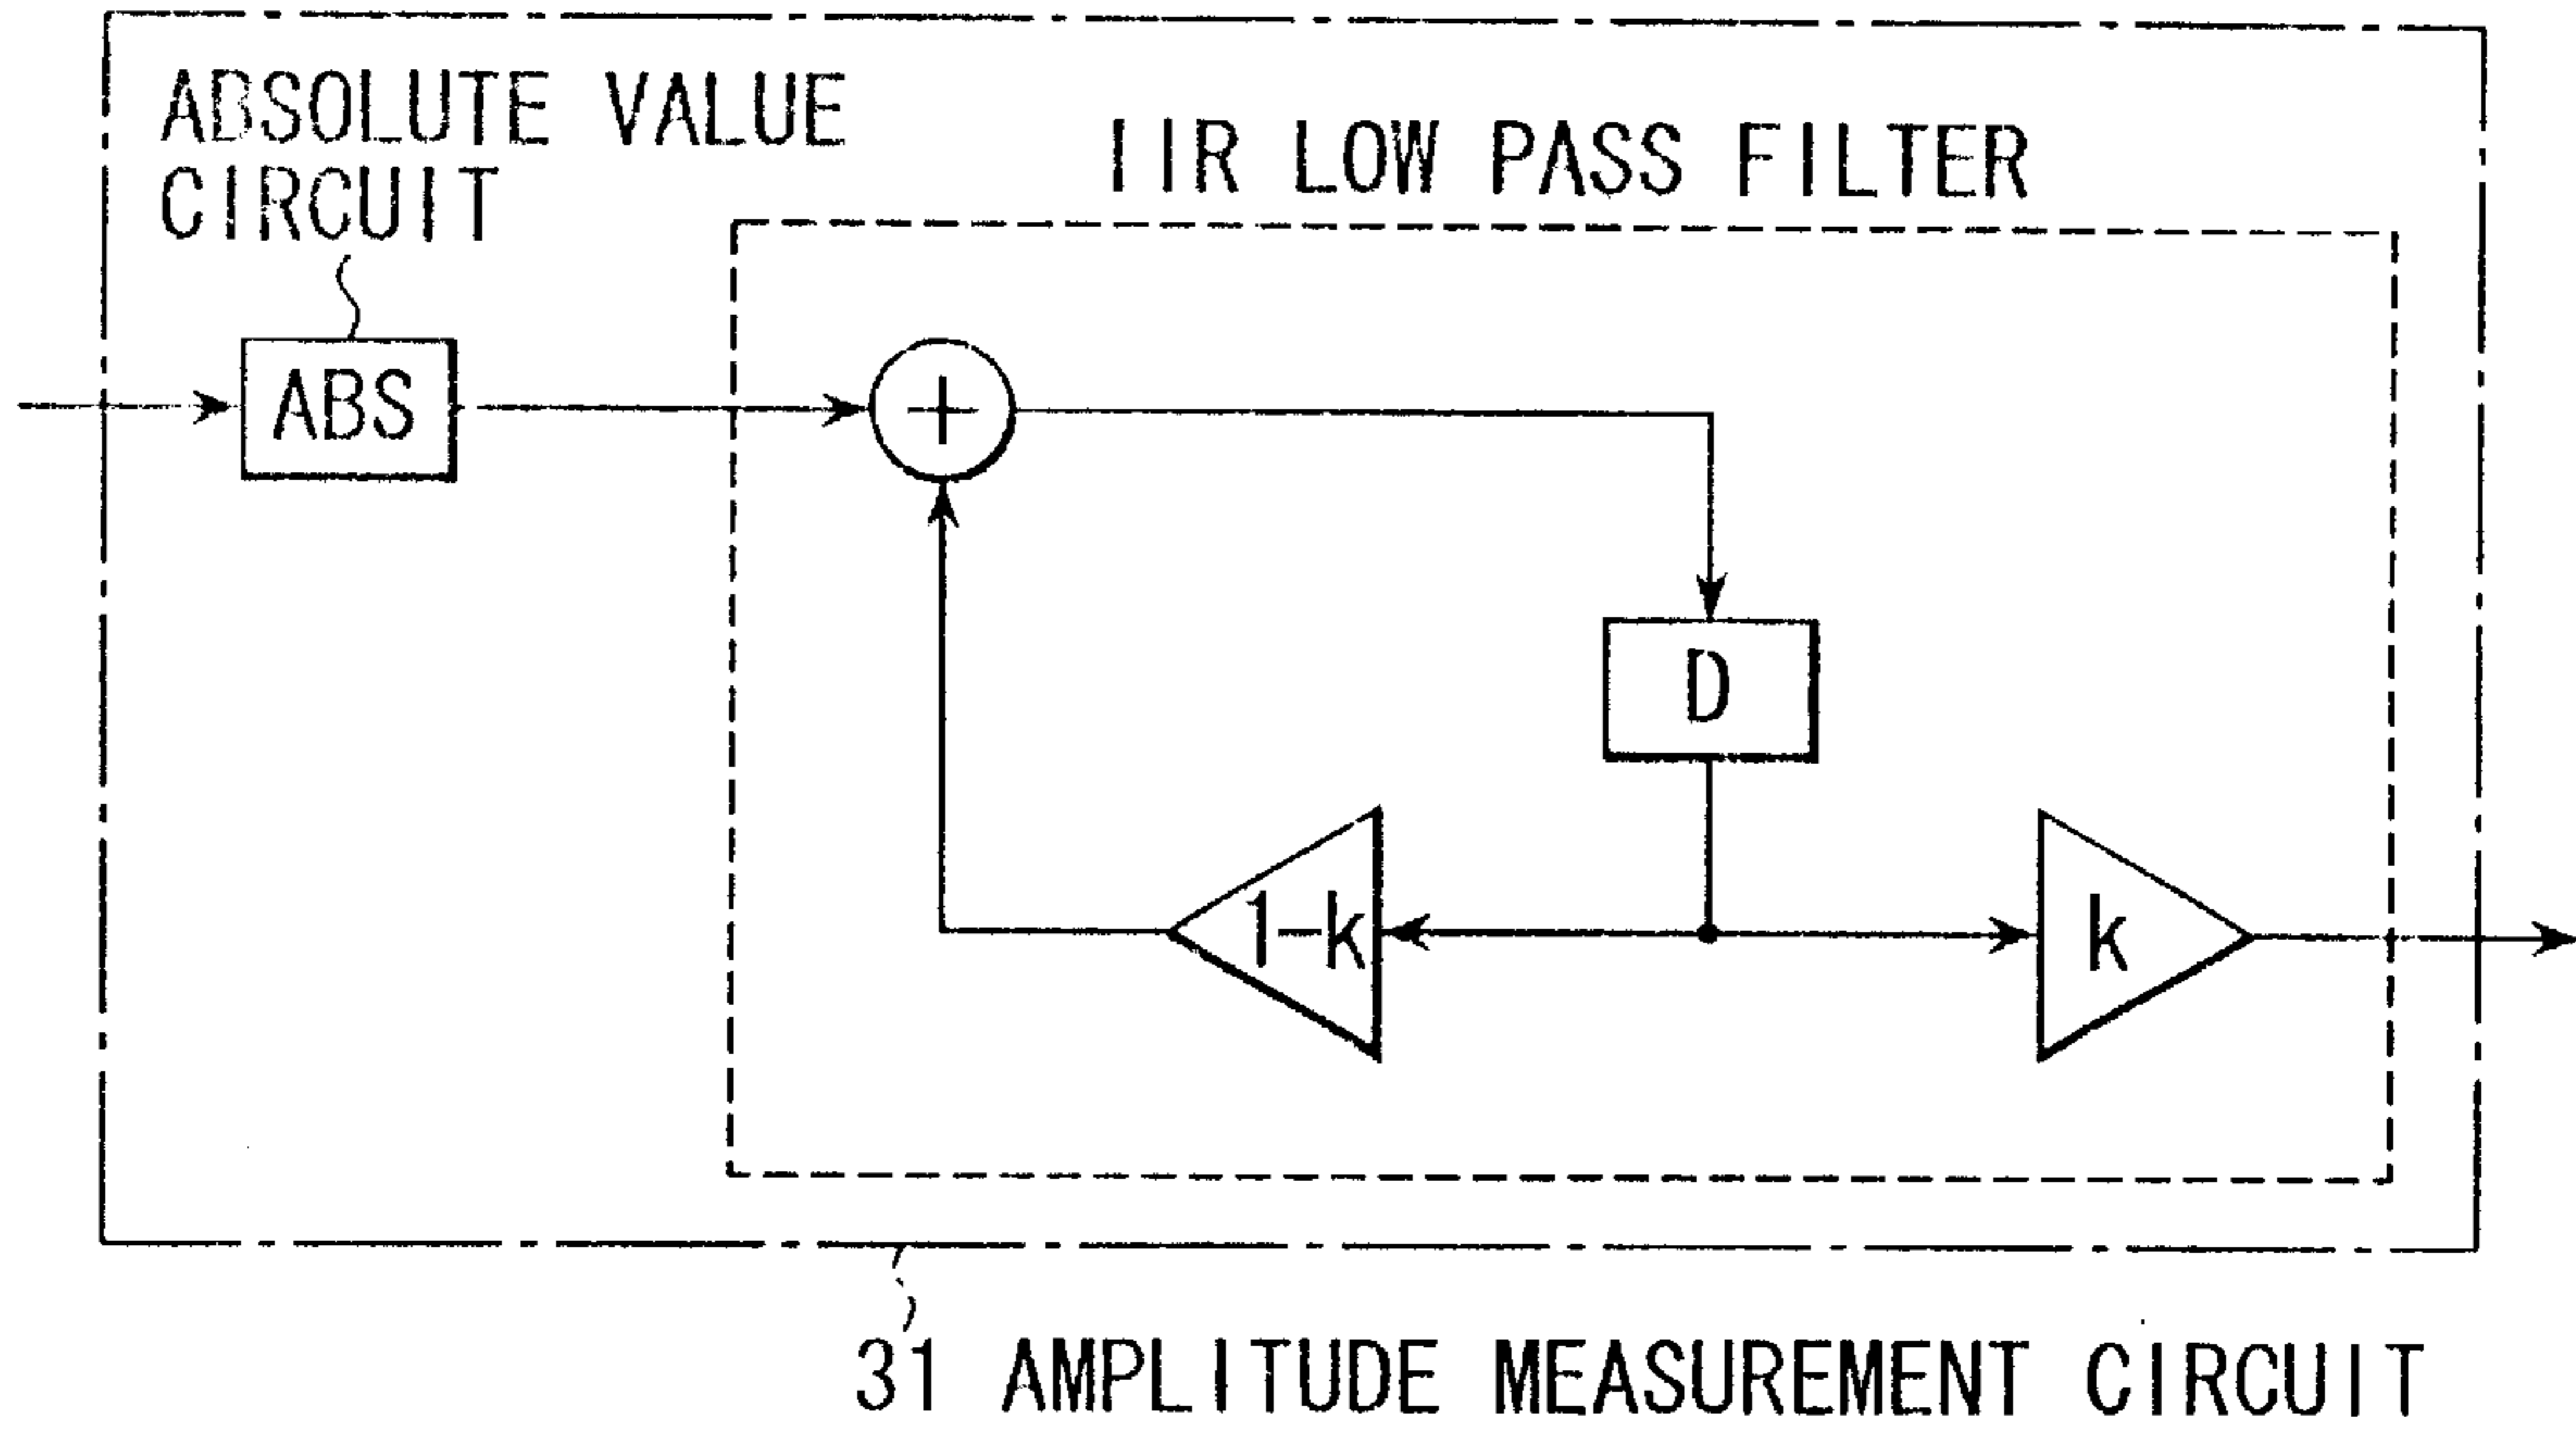 ABSOLUTE VALUE
CIRCUIT
IIR LOW PASS FILTER
ABS
+
D
1-k
k
31 AMPLITUDE MEASUREMENT CIRCUIT